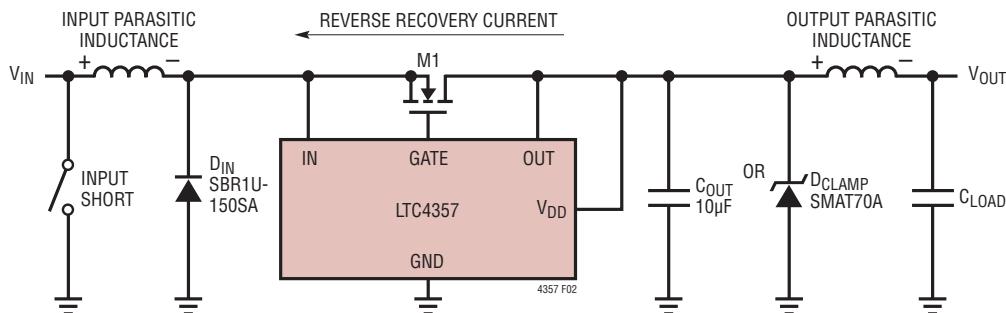 INPUT PARASITIC
INDUCTANCE
REVERSE RECOVERY CURRENT
OUTPUT PARASITIC
INDUCTANCE
VIN
+
−
M1
+
−
VOUT
INPUT
SHORT
DIN
SBR1U-
150SA
IN
GATE
OUT
LTC4357
VDD
GND
4357 F02
COUT
10µF
OR
DCLAMP
SMAT70A
CLOAD